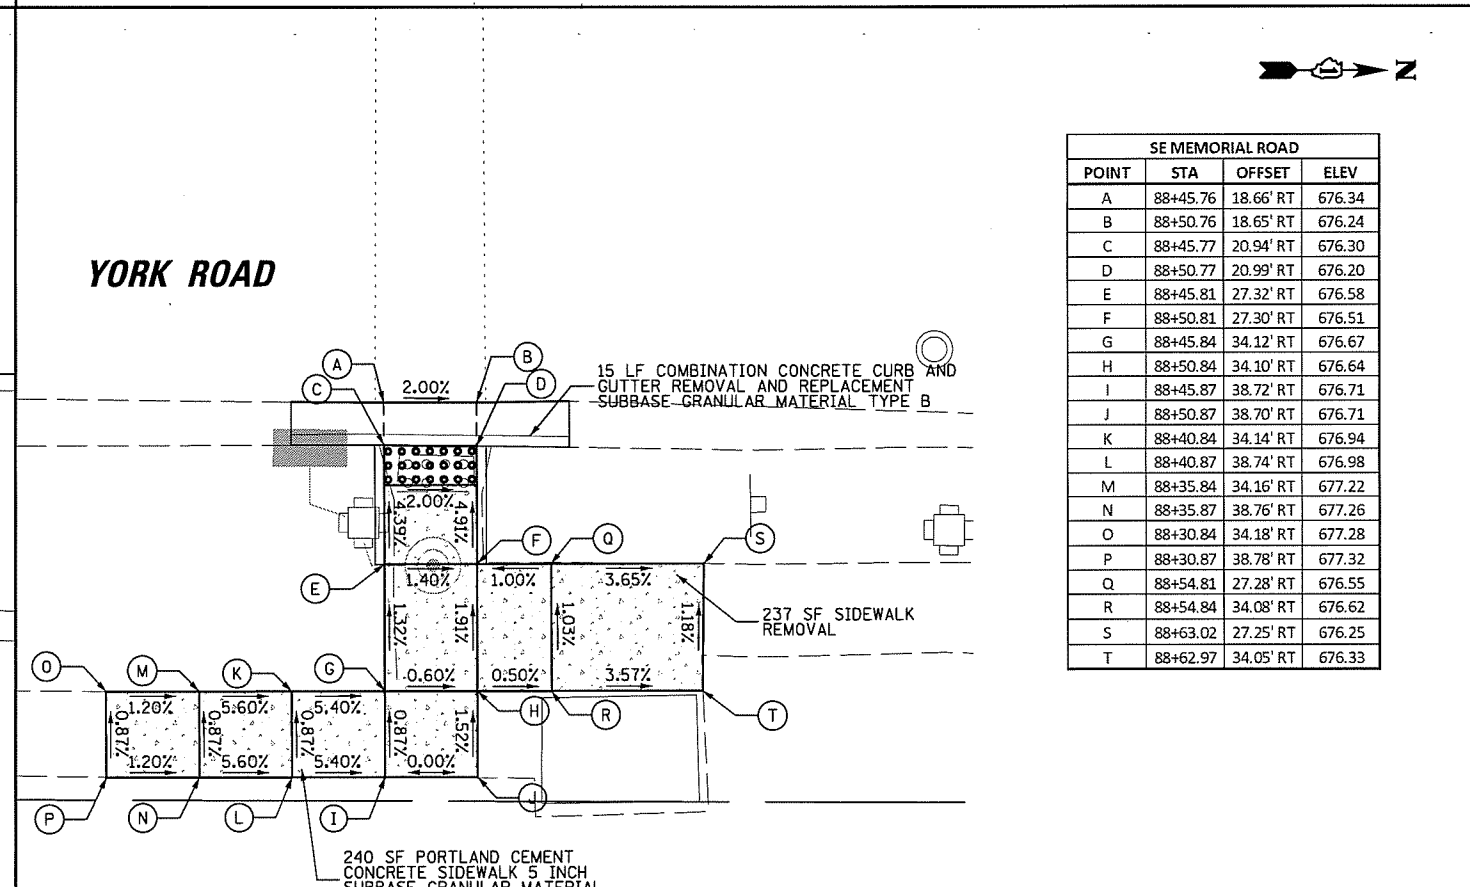 N
SE MEMORIAL ROAD
POINT STA OFFSET ELEV
A 88+45.76 18.66' RT 676.34
B 88+50.76 18.65' RT 676.24
C 88+45.77 20.94' RT 676.30
D 88+50.77 20.99' RT 676.20
E 88+45.81 27.32' RT 676.58
F 88+50.81 27.30' RT 676.51
G 88+45.84 34.12' RT 676.67
H 88+50.84 34.10' RT 676.64
I 88+45.87 38.72' RT 676.71
J 88+50.87 38.70' RT 676.71
K 88+40.84 34.14' RT 676.94
L 88+40.87 38.74' RT 676.98
M 88+35.84 34.16' RT 677.22
N 88+35.87 38.76' RT 677.26
O 88+30.84 34.18' RT 677.28
P 88+30.87 38.78' RT 677.32
Q 88+54.81 27.28' RT 676.55
R 88+54.84 34.08' RT 676.62
S 88+63.02 27.25' RT 676.25
T 88+62.97 34.05' RT 676.33
YORK ROAD
A
B
C
D
2.00%
15 LF COMBINATION CONCRETE CURB AND
GUTTER REMOVAL AND REPLACEMENT
SUBBASE GRANULAR MATERIAL TYPE B
2.00%
4.39%
4.91%
F
Q
S
E
1.40%
1.00%
3.65%
1.32%
1.91%
1.03%
1.18%
237 SF SIDEWALK
REMOVAL
O
M
K
G
0.60%
0.50%
3.57%
H
R
T
1.20%
5.60%
5.40%
0.87%
0.87%
0.87%
0.87%
1.52%
1.20%
5.60%
5.40%
0.00%
P
N
L
I
J
240 SF PORTLAND CEMENT
CONCRETE SIDEWALK 5 INCH
SUBBASE GRANULAR MATERIAL